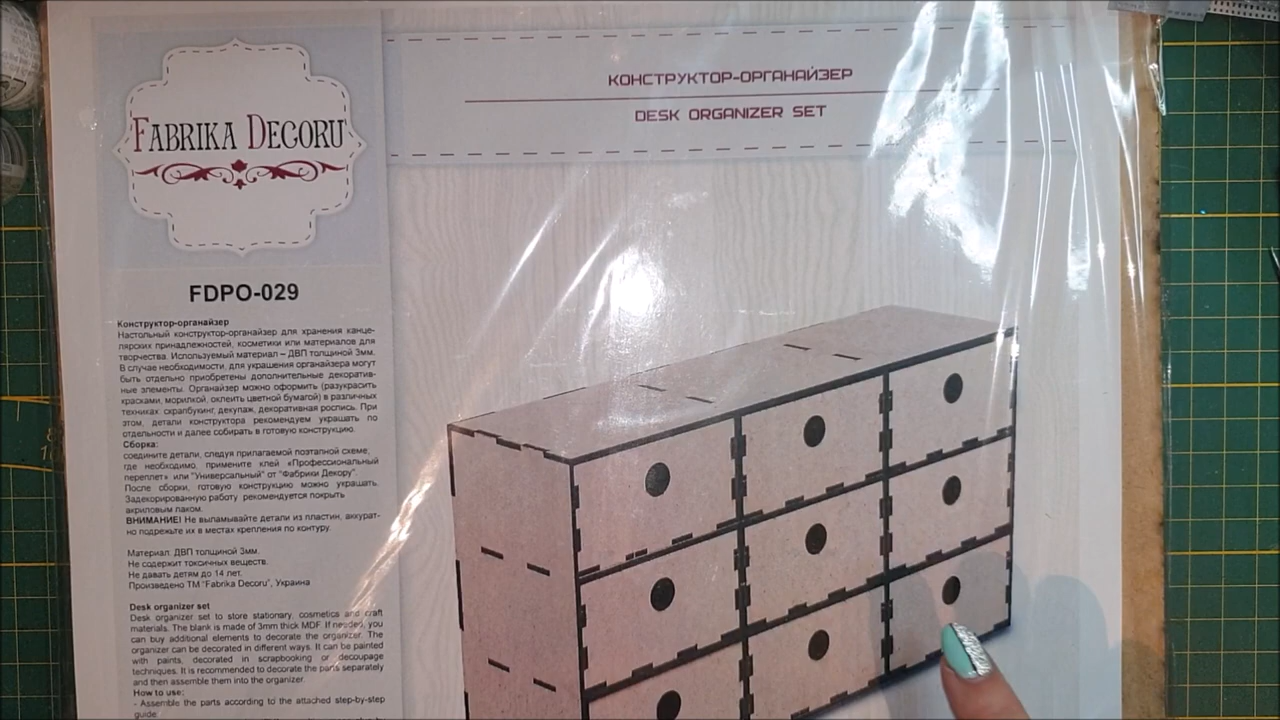 КОНСТРУКТОР-ОРГАНАЙЗЕР
DESK ORGANIZER SET
FABRIKA DECORU
FDPO-029
Конструктор-органайзер
Настольный конструктор-органайзер для хранения канце-
лярских принадлежностей, косметики или материалов для
творчества. Используемый материал – ДВП толщиной 3мм.
В случае необходимости, для украшения органайзера могут
быть отдельно приобретены дополнительные декоратив-
ные элементы. Органайзер можно оформить (разукрасить
красками, морилкой, оклеить цветной бумагой) в различных
техниках: скрапбукинг, декупаж, декоративная роспись. При
этом, детали конструктора рекомендуем украшать по
отдельности и далее собирать в готовую конструкцию.
Сборка:
соедините детали, следуя прилагаемой поэтапной схеме,
где необходимо, примените клей «Профессиональный
переплет» или "Универсальный" от "Фабрики Декору".
После сборки, готовую конструкцию можно украшать.
Задекорированную работу рекомендуется покрыть
акриловым лаком.
ВНИМАНИЕ! Не выламывайте детали из пластин, аккурат-
но подрежьте их в местах крепления по контуру.
Материал: ДВП толщиной 3мм.
Не содержит токсичных веществ.
Не давать детям до 14 лет.
Произведено ТМ "Fabrika Decoru", Украина
Desk organizer set
Desk organizer set to store stationary cosmetics and craft
materials. The blank is made of 3mm thick MDF. If needed, you
can buy additional elements to decorate the organizer. The
organizer can be decorated in different ways. It can be painted
with paints, decorated in scrapbooking or decoupage
techniques. It is recommended to decorate the parts separately
and then assemble them into the organizer.
How to use:
- Assemble the parts according to the attached step-by-step
guide;